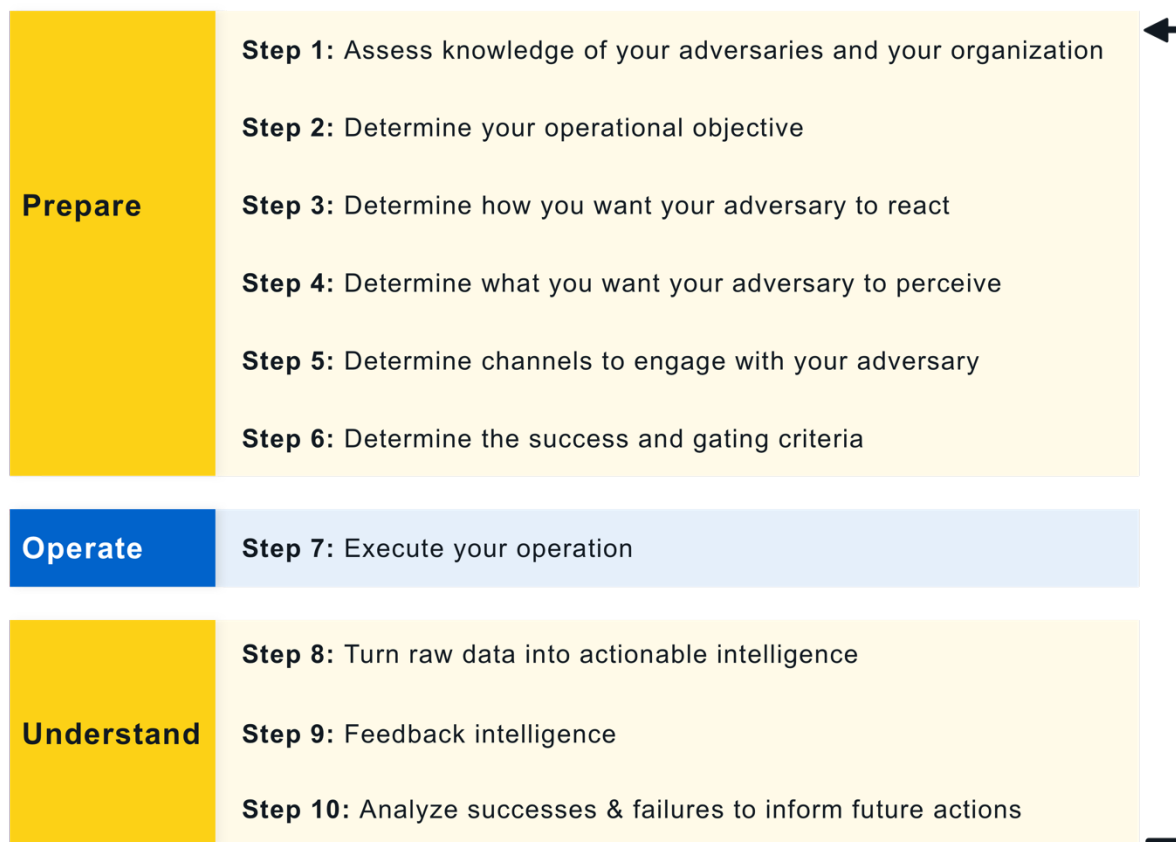 Prepare
Step 1: Assess knowledge of your adversaries and your organization
Step 2: Determine your operational objective
Step 3: Determine how you want your adversary to react
Step 4: Determine what you want your adversary to perceive
Step 5: Determine channels to engage with your adversary
Step 6: Determine the success and gating criteria
Operate
Step 7: Execute your operation
Understand
Step 8: Turn raw data into actionable intelligence
Step 9: Feedback intelligence
Step 10: Analyze successes & failures to inform future actions